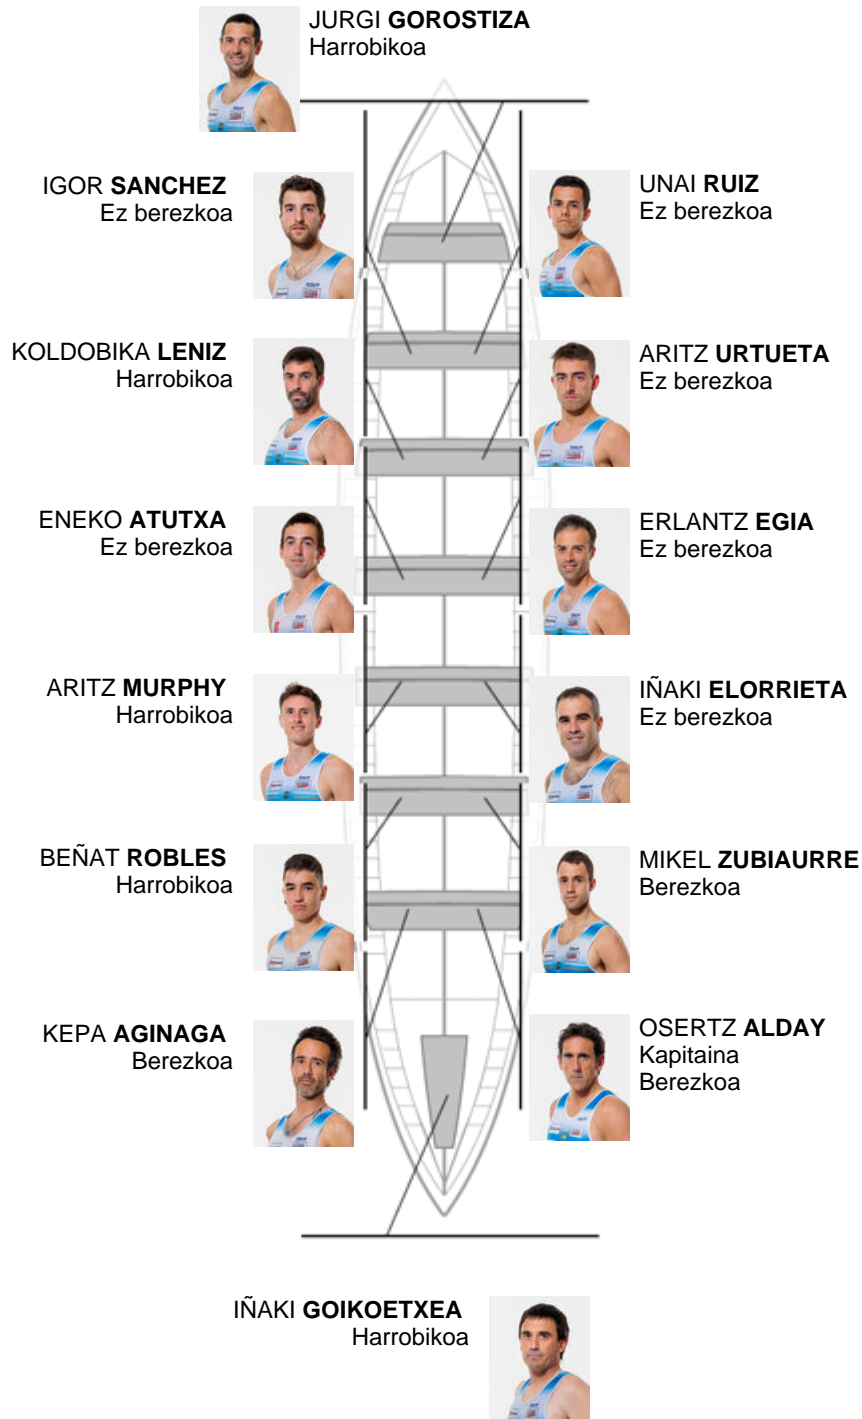 JURGI GOROSTIZA
Harrobikoa
IGOR SANCHEZ
Ez berezkoa
UNAI RUIZ
Ez berezkoa
KOLDOBIKA LENIZ
Harrobikoa
ARITZ URTUETA
Ez berezkoa
ENEKO ATUTXA
Ez berezkoa
ERLANTZ EGIA
Ez berezkoa
ARITZ MURPHY
Harrobikoa
IÑAKI ELORRIETA
Ez berezkoa
BEÑAT ROBLES
Harrobikoa
MIKEL ZUBIAURRE
Berezkoa
KEPA AGINAGA
Berezkoa
OSERTZ ALDAY
Kapitaina
Berezkoa
IÑAKI GOIKOETXEA
Harrobikoa